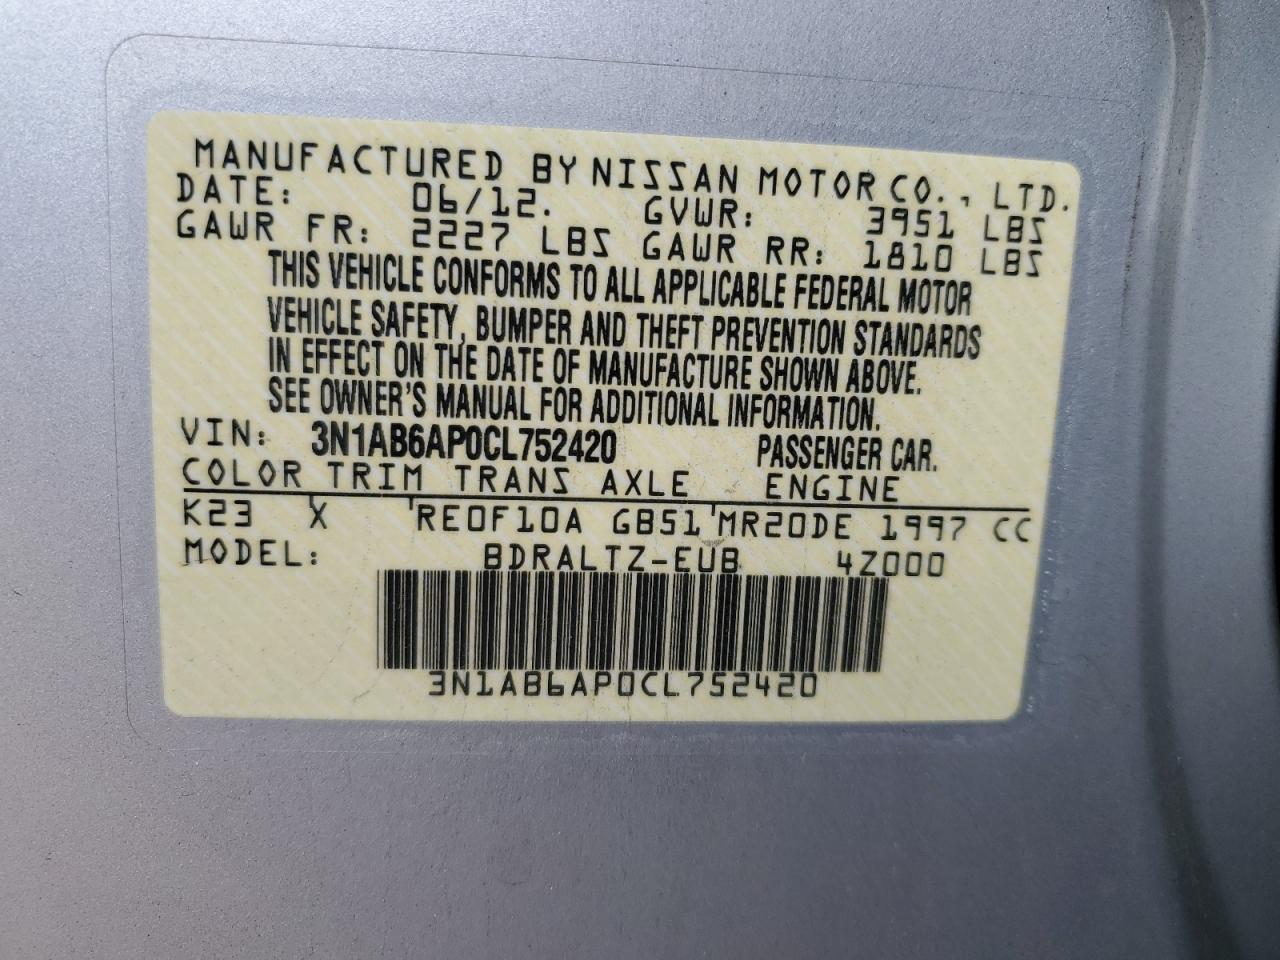 MANUFACTURED BY NISSAN MOTOR CO., LTD.
DATE: 06/12. GVWR: 3951 LBS
GAWR FR: 2227 LBS GAWR RR: 1810 LBS
THIS VEHICLE CONFORMS TO ALL APPLICABLE FEDERAL MOTOR
VEHICLE SAFETY, BUMPER AND THEFT PREVENTION STANDARDS
IN EFFECT ON THE DATE OF MANUFACTURE SHOWN ABOVE.
SEE OWNER'S MANUAL FOR ADDITIONAL INFORMATION.
VIN: 3N1AB6AP0CL752420 PASSENGER CAR.
COLOR TRIM TRANS AXLE ENGINE
K23 X RE0F10A GB51 MR20DE 1997 CC
MODEL: BDRALTZ-EUB 4Z000
3N1AB6AP0CL752420